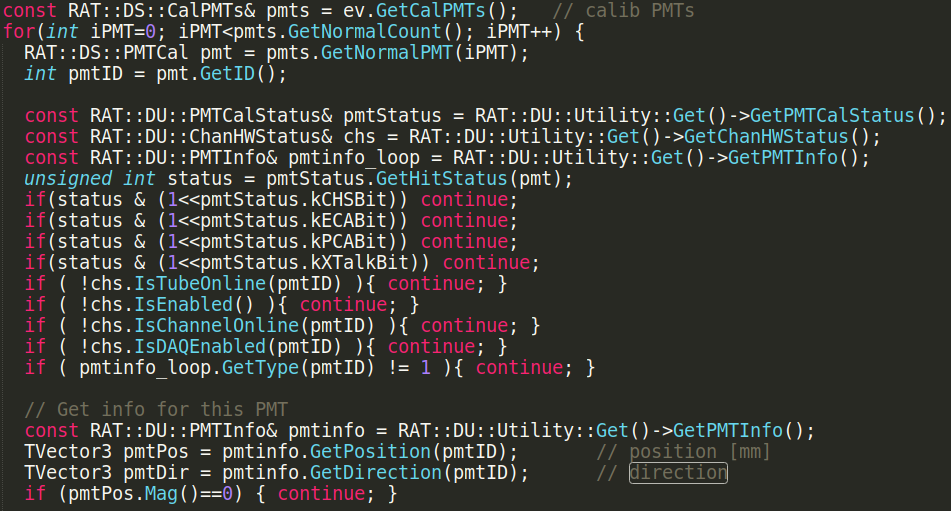 const RAT::DS::CalPMTs& pmts = ev.GetCalPMTs();   // calib PMTs
for(int iPMT=0; iPMT<pmts.GetNormalCount(); iPMT++) {
  RAT::DS::PMTCal pmt = pmts.GetNormalPMT(iPMT);
  int pmtID = pmt.GetID();

  const RAT::DU::PMTCalStatus& pmtStatus = RAT::DU::Utility::Get()->GetPMTCalStatus();
  const RAT::DU::ChanHWStatus& chs = RAT::DU::Utility::Get()->GetChanHWStatus();
  const RAT::DU::PMTInfo& pmtinfo_loop = RAT::DU::Utility::Get()->GetPMTInfo();
  unsigned int status = pmtStatus.GetHitStatus(pmt);
  if(status & (1<<pmtStatus.kCHSBit)) continue;
  if(status & (1<<pmtStatus.kECABit)) continue;
  if(status & (1<<pmtStatus.kPCABit)) continue;
  if(status & (1<<pmtStatus.kXTalkBit)) continue;
  if ( !chs.IsTubeOnline(pmtID) ){ continue; }
  if ( !chs.IsEnabled() ){ continue; }
  if ( !chs.IsChannelOnline(pmtID) ){ continue; }
  if ( !chs.IsDAQEnabled(pmtID) ){ continue; }
  if ( pmtinfo_loop.GetType(pmtID) != 1 ){ continue; }

  // Get info for this PMT
  const RAT::DU::PMTInfo& pmtinfo = RAT::DU::Utility::Get()->GetPMTInfo();
  TVector3 pmtPos = pmtinfo.GetPosition(pmtID);       // position [mm]
  TVector3 pmtDir = pmtinfo.GetDirection(pmtID);      // direction
  if (pmtPos.Mag()==0) { continue; }